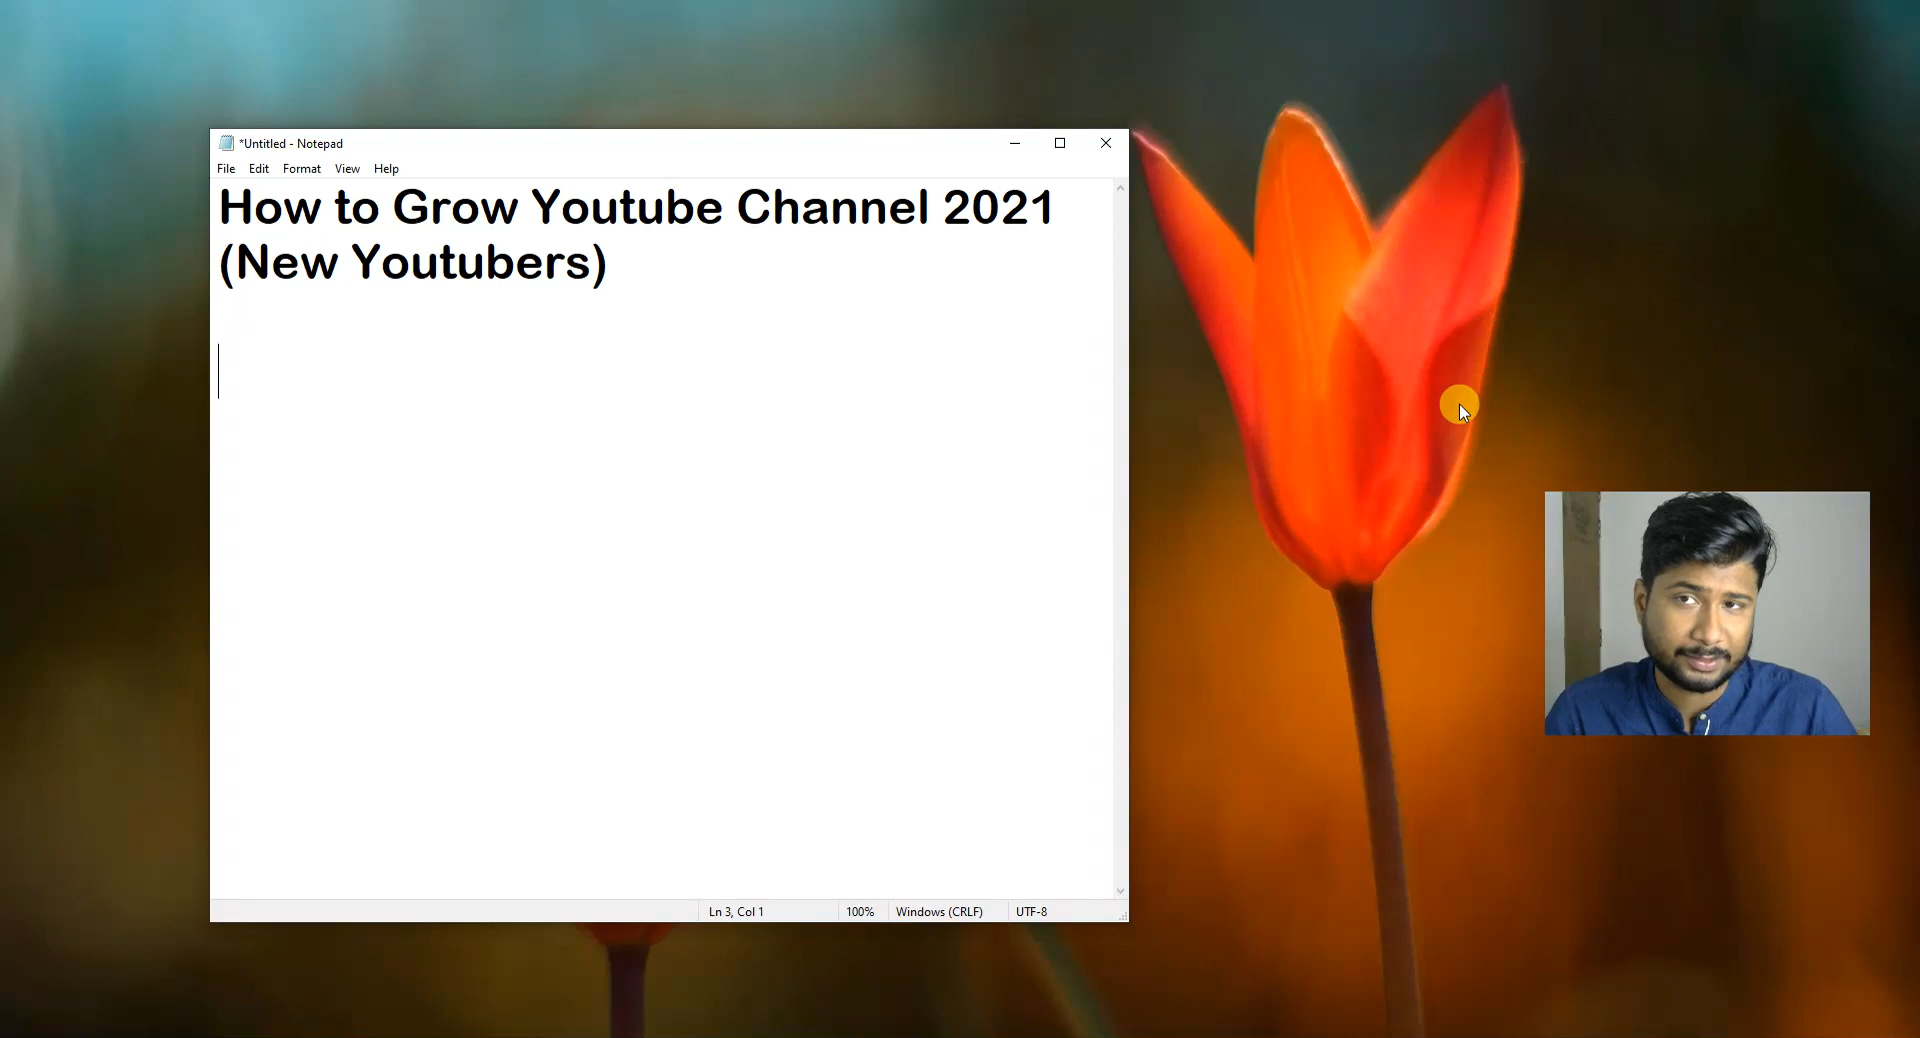 *Untitled - Notepad
File Edit Format View Help
How to Grow Youtube Channel 2021
(New Youtubers)
Ln 3, Col 1 100% Windows (CRLF) UTF-8